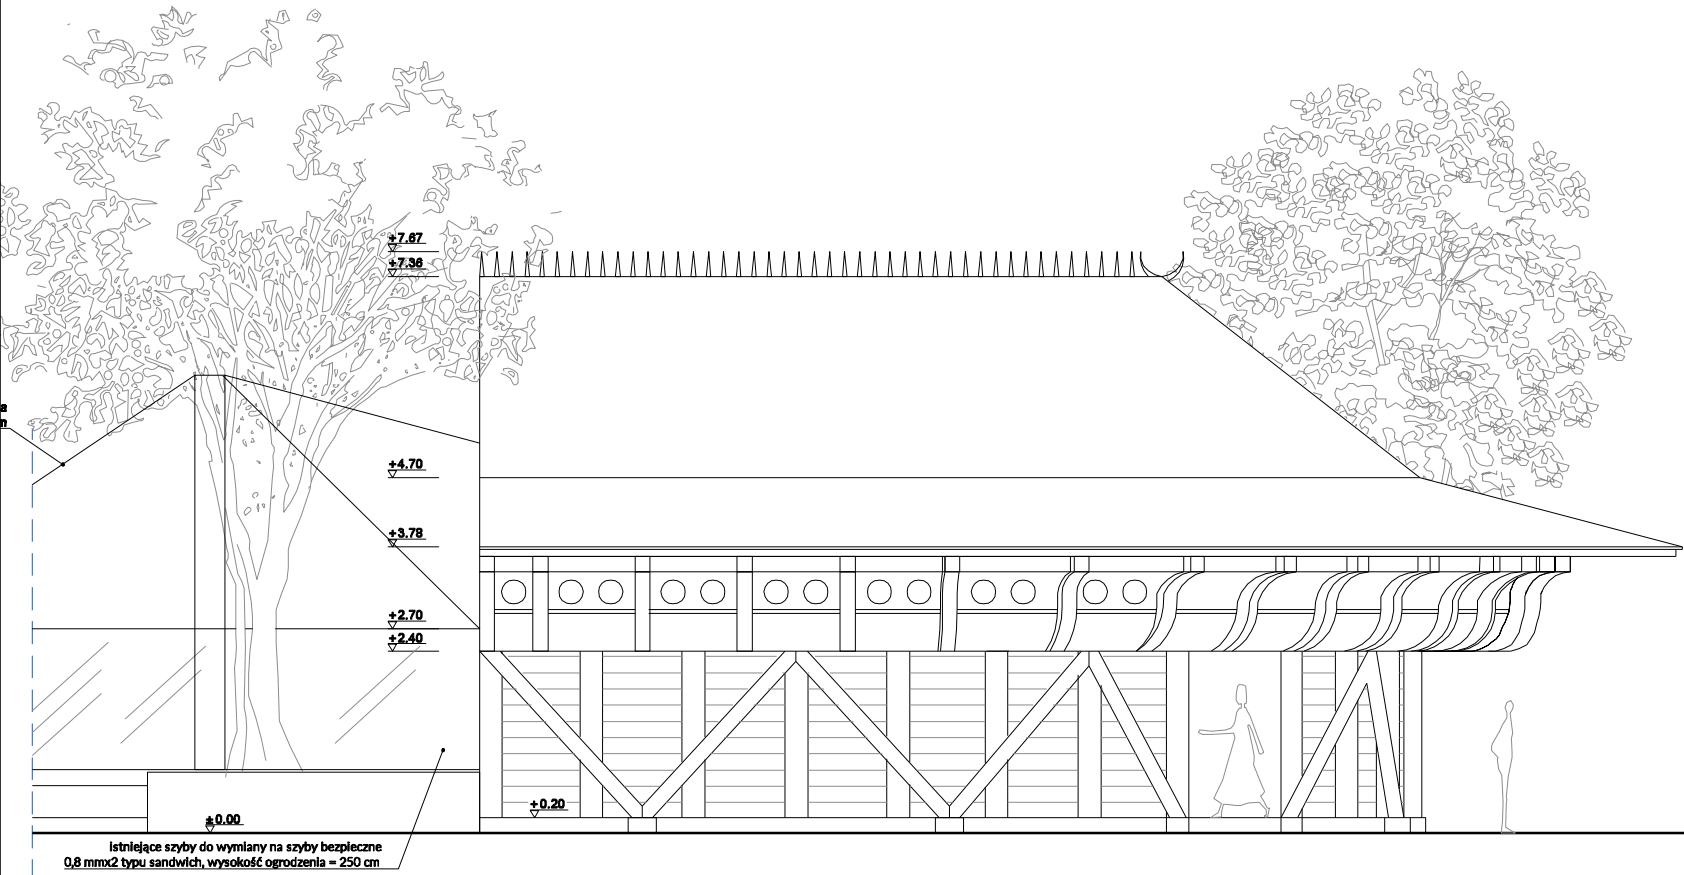 +7.67
+7.36
a
n
+4.70
+3.78
+2.70
+2.40
+0.20
±0.00
istniejące szyby do wymiany na szyby bezpieczne
0,8 mmx2 typu sandwich, wysokość ogrodzenia = 250 cm